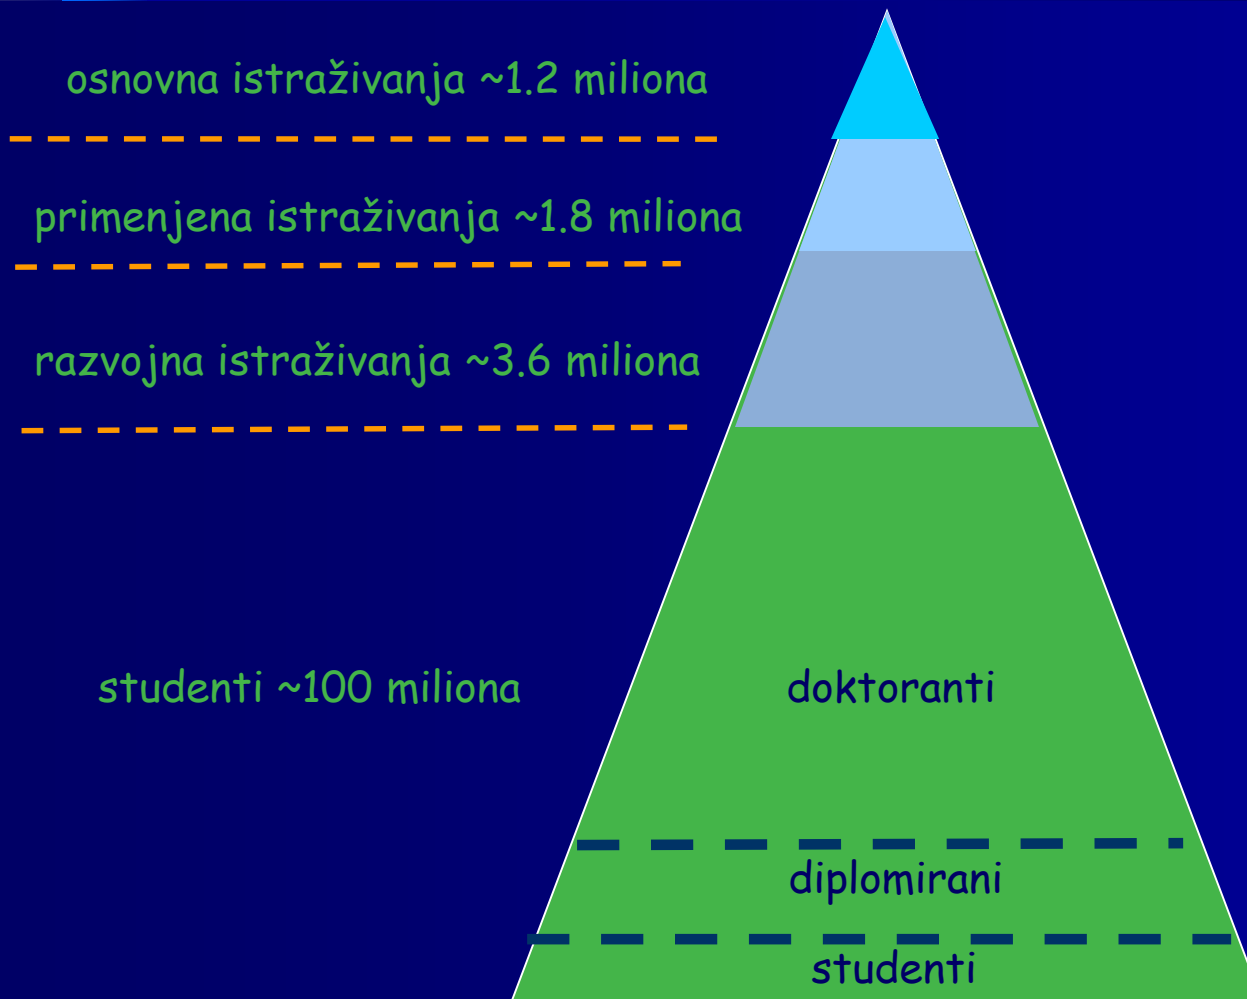 osnovna istraživanja ~1.2 miliona
primenjena istraživanja ~1.8 miliona
razvojna istraživanja ~3.6 miliona
studenti ~100 miliona
doktoranti
diplomirani
studenti